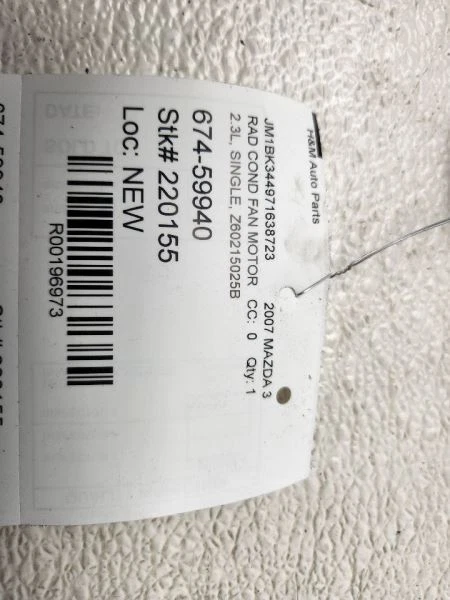 H&M Auto Parts
JM1BK344971638723 2007 MAZDA 3
RAD COND FAN MOTOR CC: 0 Qty: 1
2.3L, SINGLE, Z60215025B
674-59940
Stk# 220155
Loc: NEW
R00196973